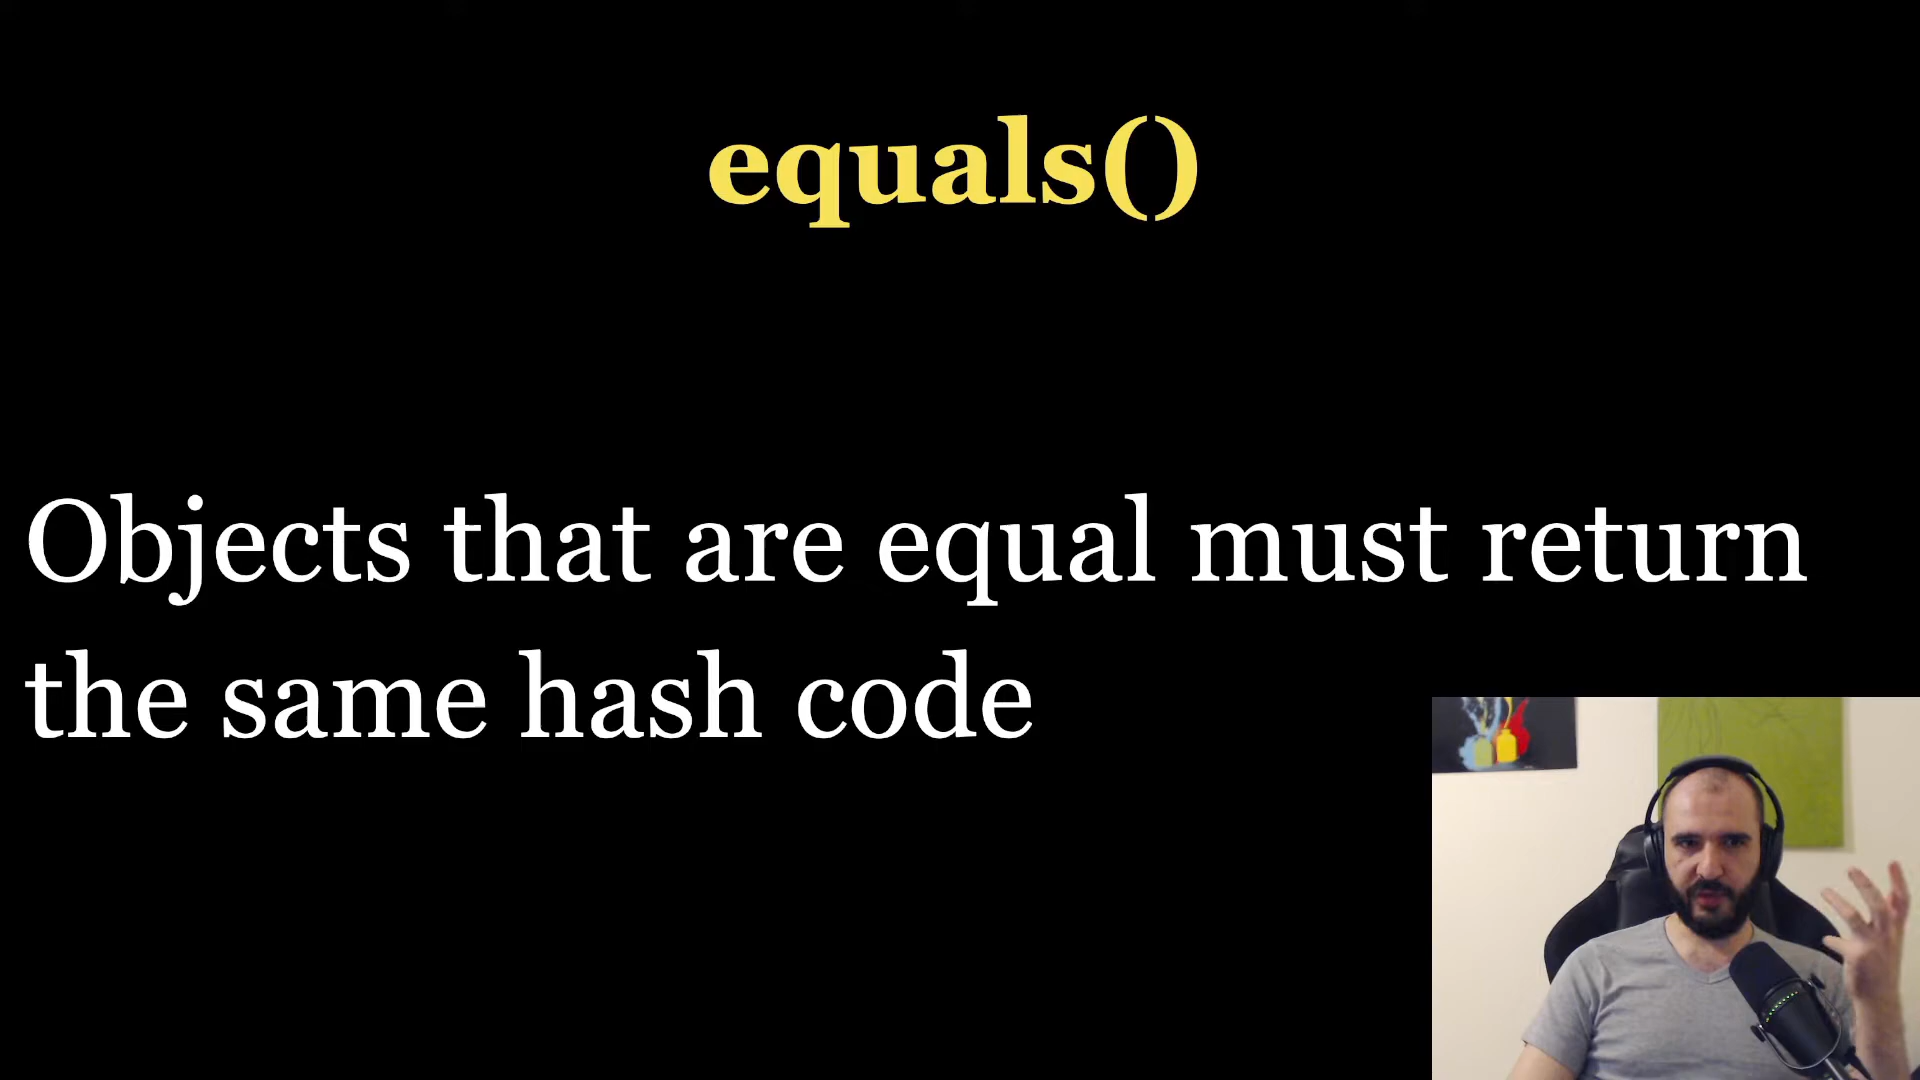 equals()
Objects that are equal must return
the same hash code